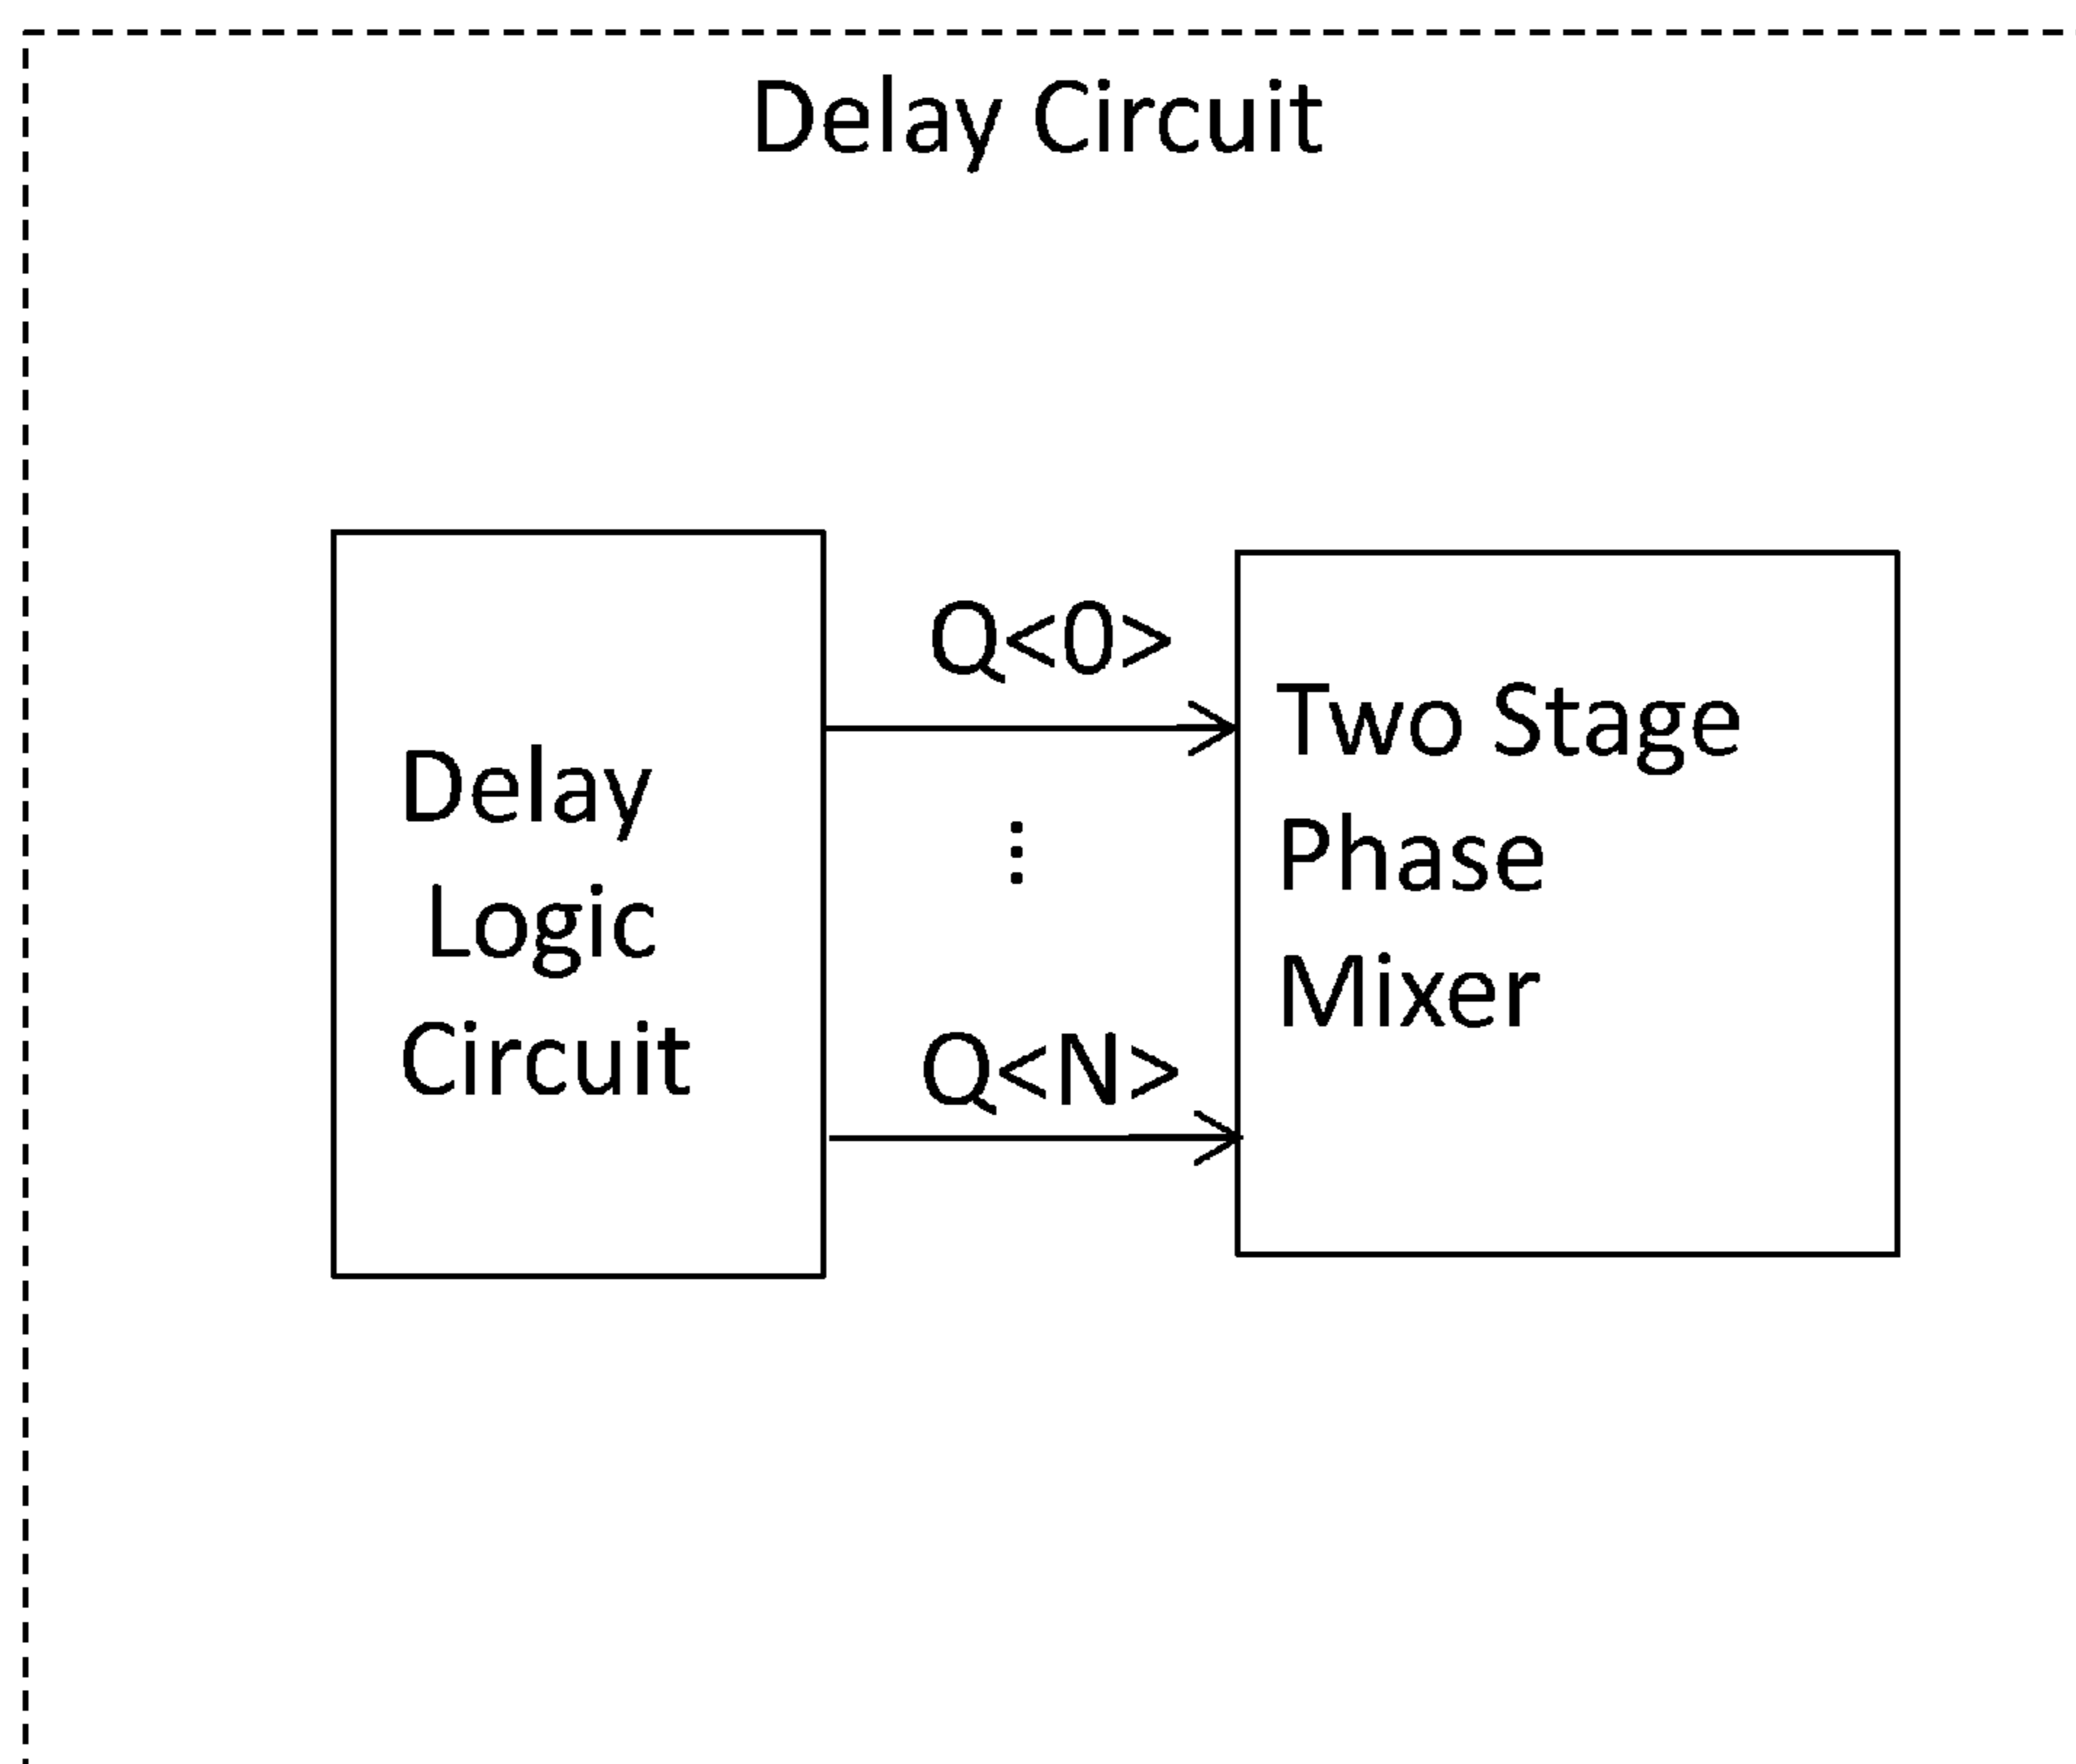 Delay Circuit
Delay
Logic
Circuit
Q<0>
⋮
Q<N>
Two Stage
Phase
Mixer